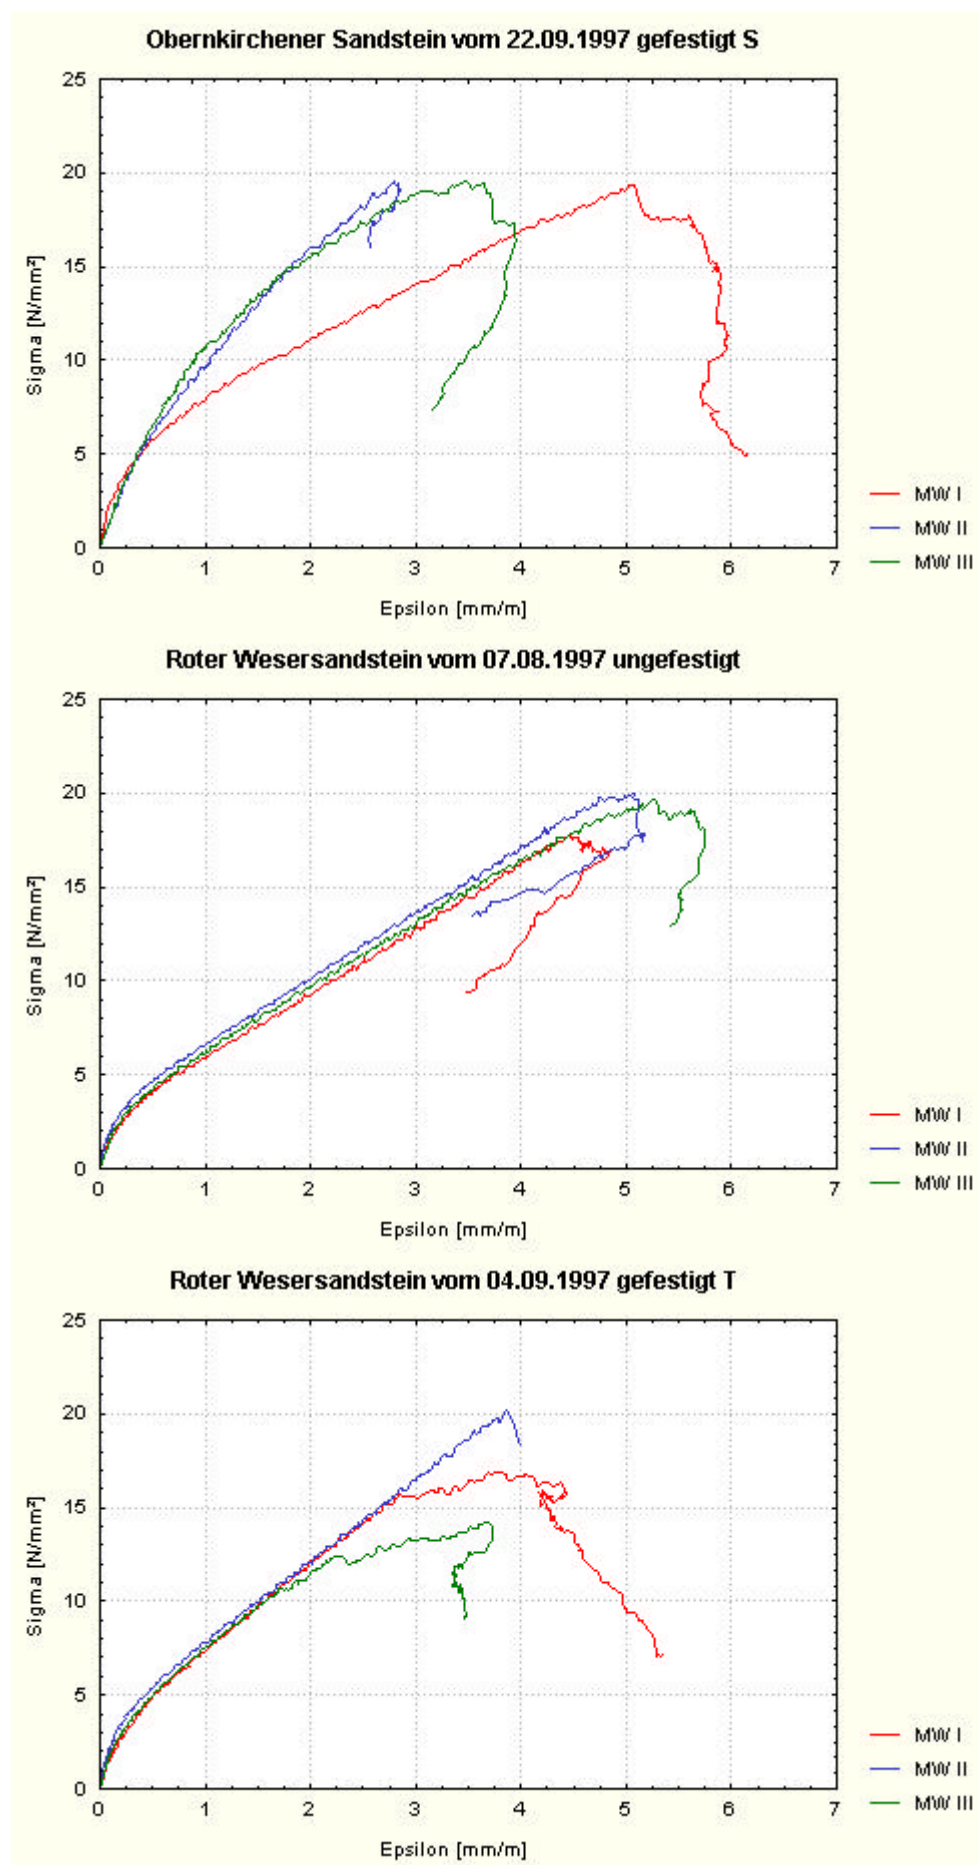 Obernkirchener Sandstein vom 22.09.1997 gefestigt S
25
20
15
10
5
0
Sigma [N/mm²]
0 1 2 3 4 5 6 7
Epsilon [mm/m]
MW I
MW II
MW III
Roter Wesersandstein vom 07.08.1997 ungefestigt
25
20
15
10
5
0
Sigma [N/mm²]
0 1 2 3 4 5 6 7
Epsilon [mm/m]
MW I
MW II
MW III
Roter Wesersandstein vom 04.09.1997 gefestigt T
25
20
15
10
5
0
Sigma [N/mm²]
0 1 2 3 4 5 6 7
Epsilon [mm/m]
MW I
MW II
MW III